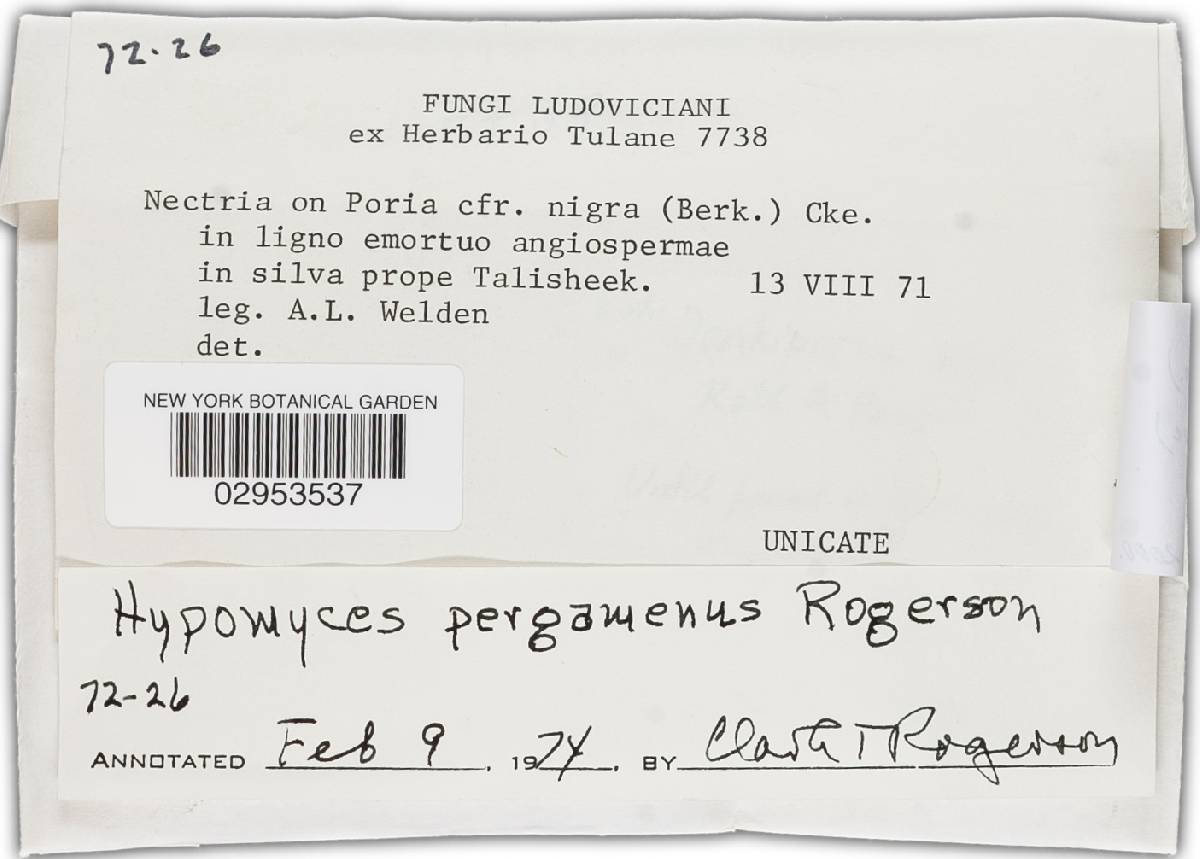 72-26
FUNGI LUDOVICIANI
ex Herbario Tulane 7738
Nectria on Poria cfr. nigra (Berk.) Cke.
in ligno emortuo angiospermae
in silva prope Talisheek. 13 VIII 71
leg. A.L. Welden
det.
NEW YORK BOTANICAL GARDEN
02953537
UNICATE
Hypomyces pergamenus Rogerson
72-26
ANNOTATED Feb 9, 1974. BY Clark T Rogerson